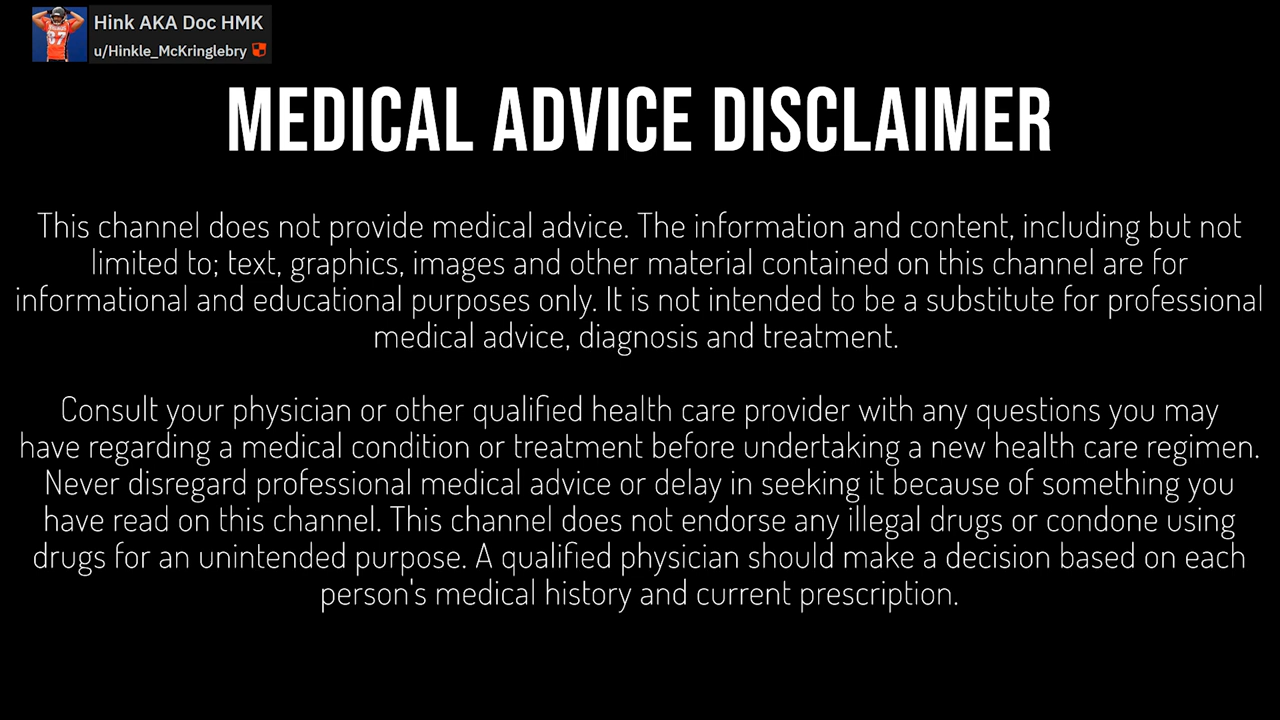 Hink AKA Doc HMK
u/Hinkle_McKringlebry
MEDICAL ADVICE DISCLAIMER
This channel does not provide medical advice. The information and content, including but not
limited to; text, graphics, images and other material contained on this channel are for
informational and educational purposes only. It is not intended to be a substitute for professional
medical advice, diagnosis and treatment.
Consult your physician or other qualified health care provider with any questions you may
have regarding a medical condition or treatment before undertaking a new health care regimen.
Never disregard professional medical advice or delay in seeking it because of something you
have read on this channel. This channel does not endorse any illegal drugs or condone using
drugs for an unintended purpose. A qualified physician should make a decision based on each
person's medical history and current prescription.